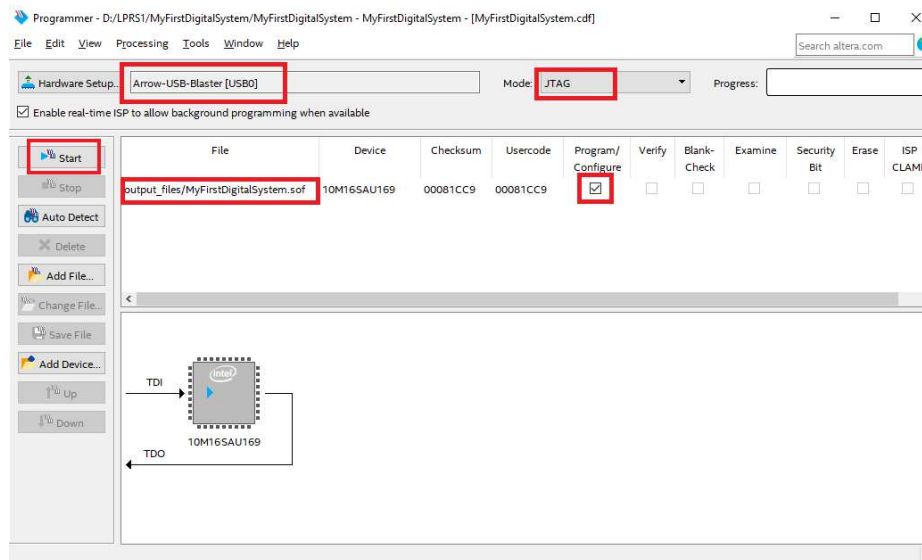 Programmer - D:/LPRS1/MyFirstDigitalSystem/MyFirstDigitalSystem - MyFirstDigitalSystem - [MyFirstDigitalSystem.cdf]
File Edit View Processing Tools Window Help
Search altera.com
Hardware Setup... Arrow-USB-Blaster [USB0] Mode: JTAG Progress:
Enable real-time ISP to allow background programming when available
Start
Stop
Auto Detect
Delete
Add File...
Change File...
Save File
Add Device...
Up
Down
File Device Checksum Usercode Program/ Verify Blank- Examine Security Erase ISP
Configure Check Bit CLAMP
output_files/MyFirstDigitalSystem.sof 10M16SAU169 00081CC9 00081CC9
TDI
intel
10M16SAU169
TDO